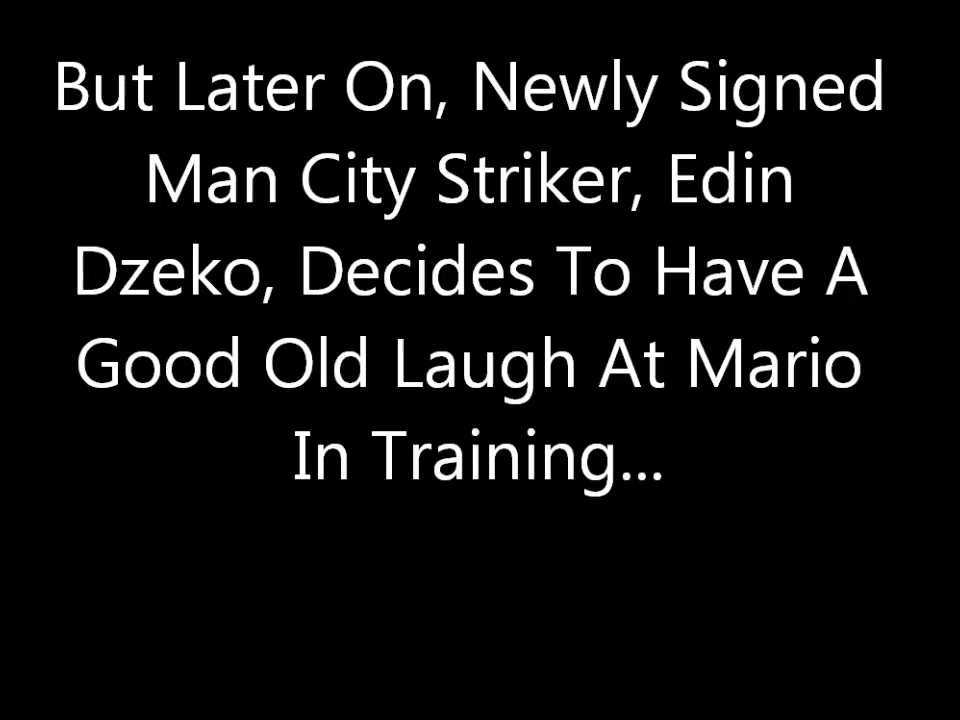 But Later On, Newly Signed
Man City Striker, Edin
Dzeko, Decides To Have A
Good Old Laugh At Mario
In Training...